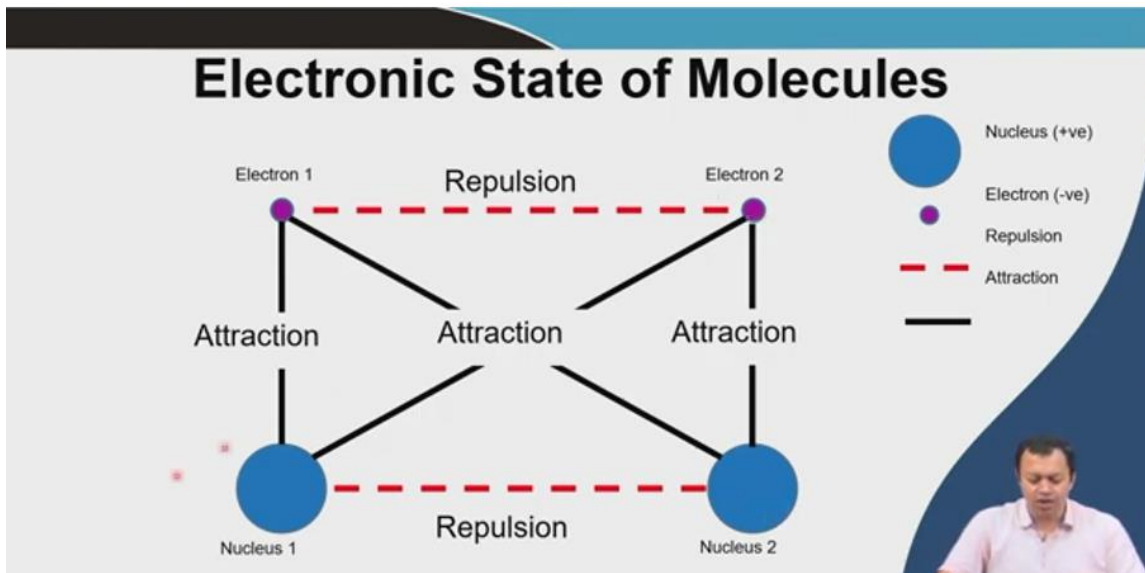 Electronic State of Molecules
Nucleus (+ve)
Electron 1
Repulsion
Electron 2
Electron (-ve)
Repulsion
Attraction
Attraction
Attraction
Attraction
Repulsion
Nucleus 1
Nucleus 2